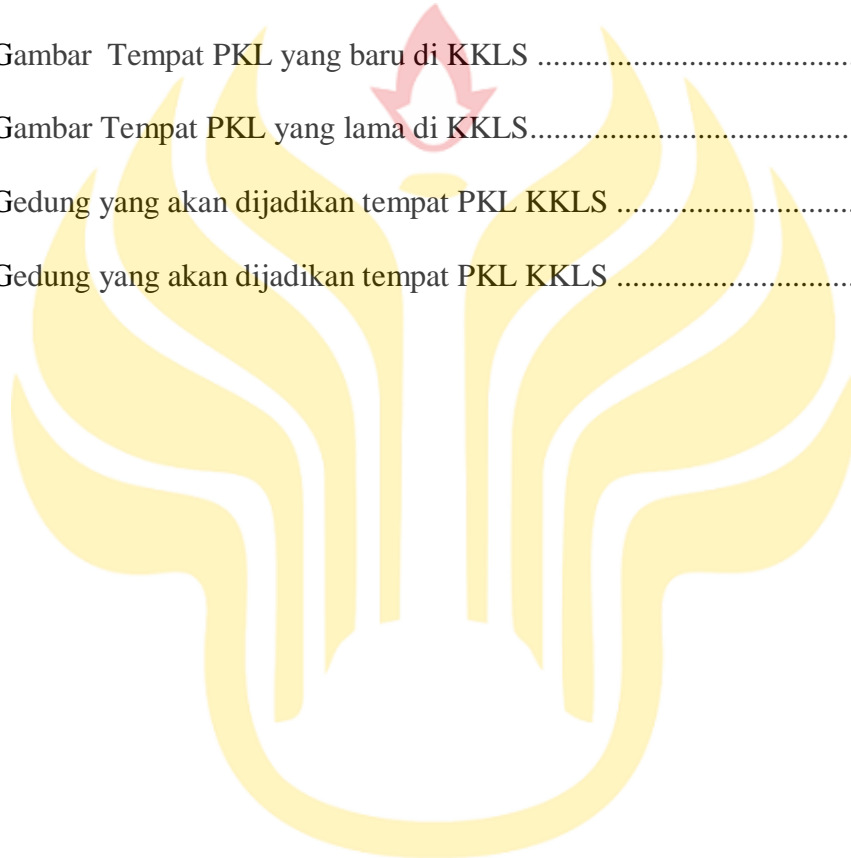 Gambar  Tempat PKL yang baru di KKLS .......................................
Gambar Tempat PKL yang lama di KKLS........................................
Gedung yang akan dijadikan tempat PKL KKLS .............................
Gedung yang akan dijadikan tempat PKL KKLS .............................